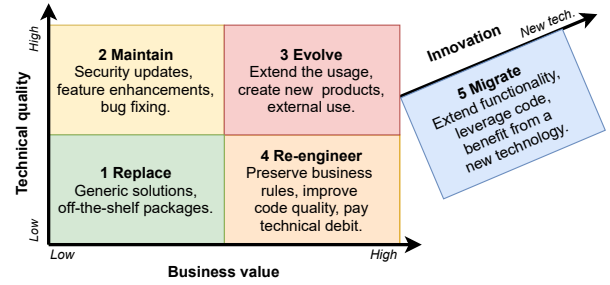 Technical quality
High
Low
2 Maintain
Security updates,
feature enhancements,
bug fixing.
3 Evolve
Extend the usage,
create new products,
external use.
1 Replace
Generic solutions,
off-the-shelf packages.
4 Re-engineer
Preserve business
rules, improve
code quality, pay
technical debit.
Low
High
Business value
Innovation
New tech.
5 Migrate
Extend functionality,
leverage code,
benefit from a
new technology.